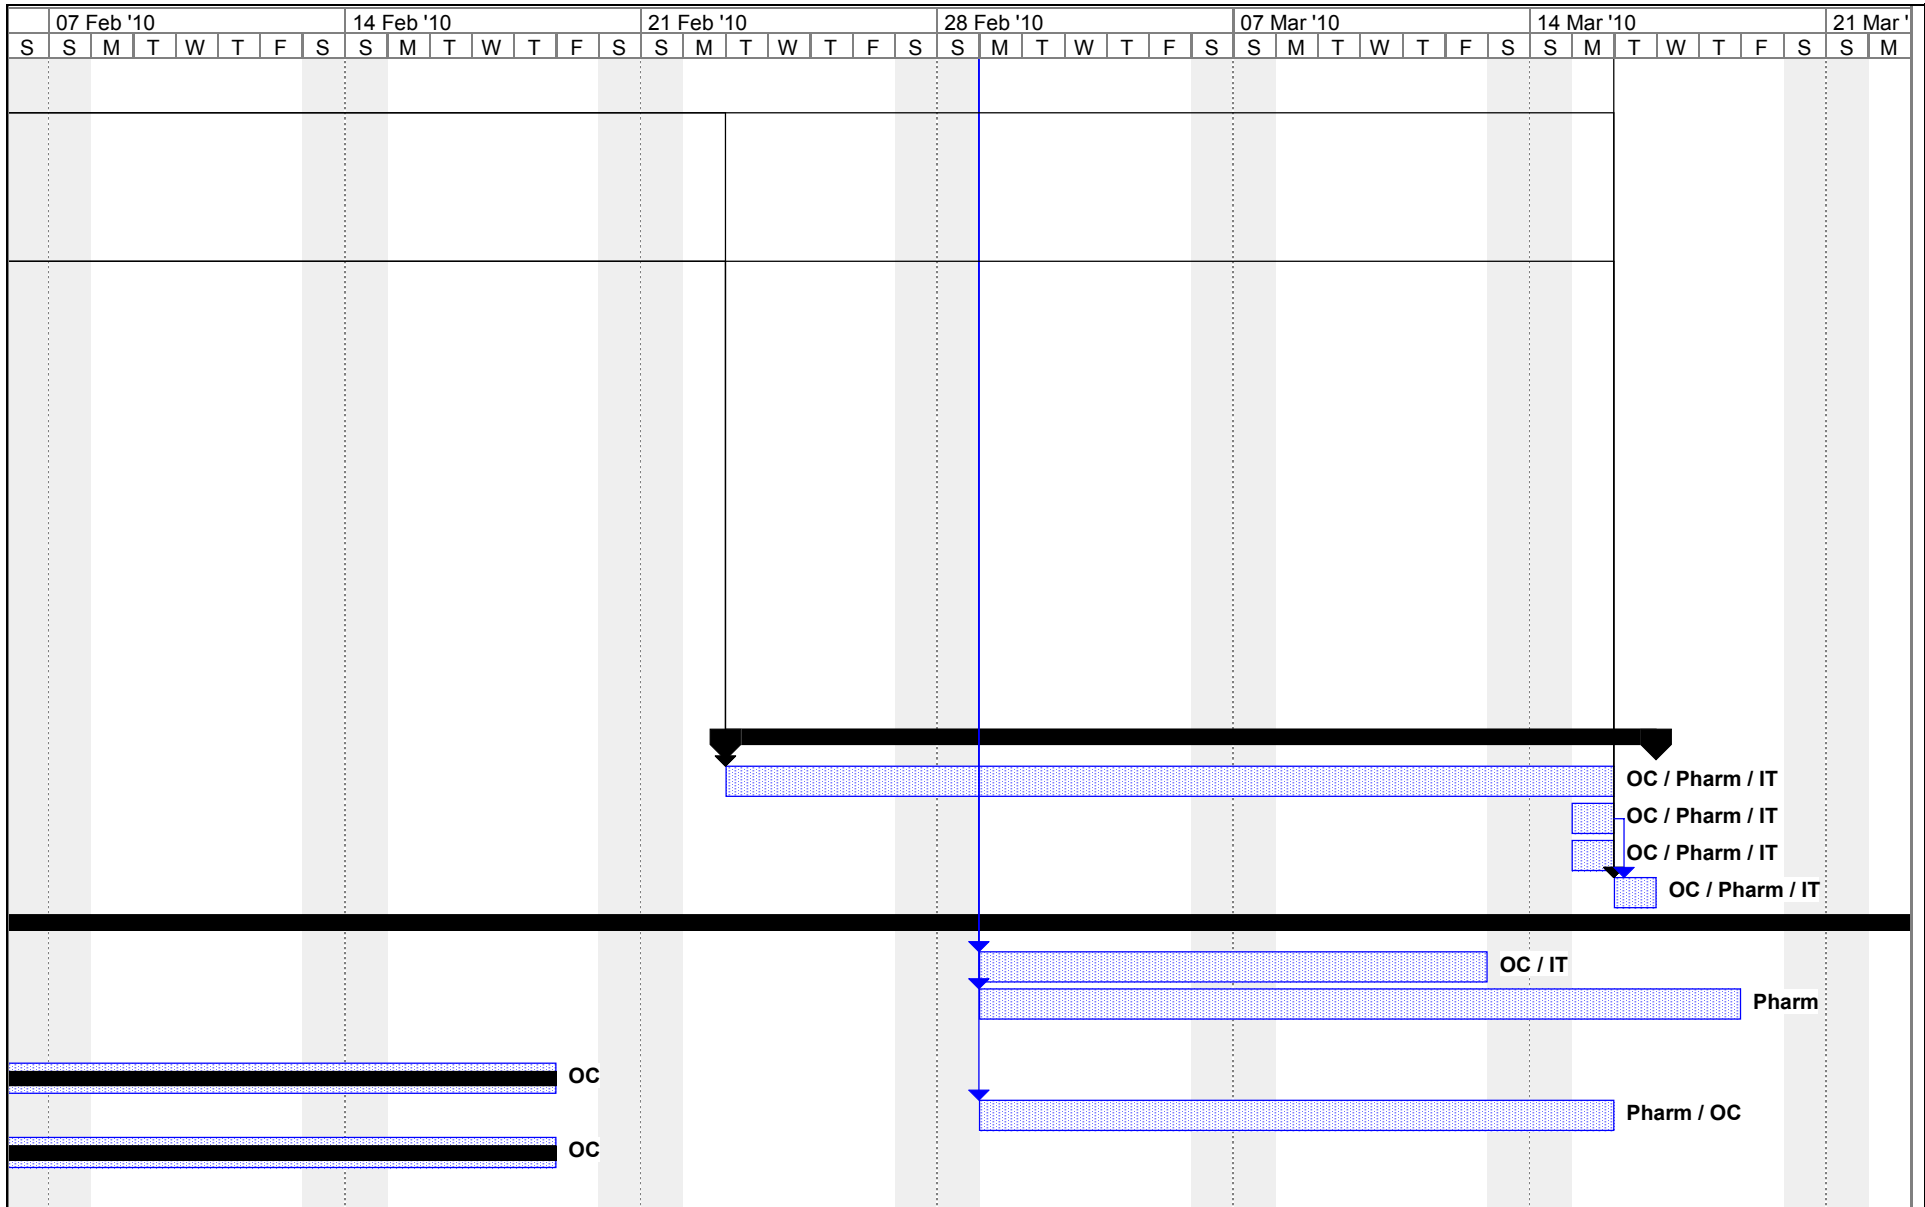 07 Feb '10 14 Feb '10 21 Feb '10 28 Feb '10 07 Mar '10 14 Mar '10 21 Mar '
S S M T W T F S S M T W T F S S M T W T F S S M T W T F S S M T W T F S S M T W T F S S M
OC / Pharm / IT
OC / Pharm / IT
OC / Pharm / IT
OC / Pharm / IT
OC / IT
Pharm
OC
Pharm / OC
OC